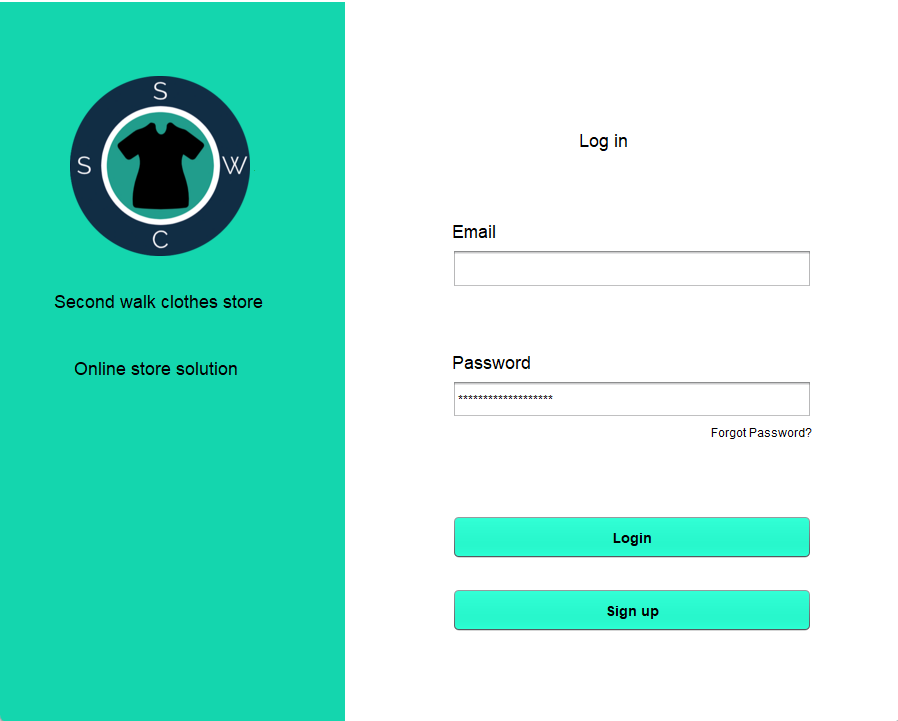 S
S W
C
Second walk clothes store
Online store solution
Log in
Email
Password
*******************
Forgot Password?
Login
Sign up